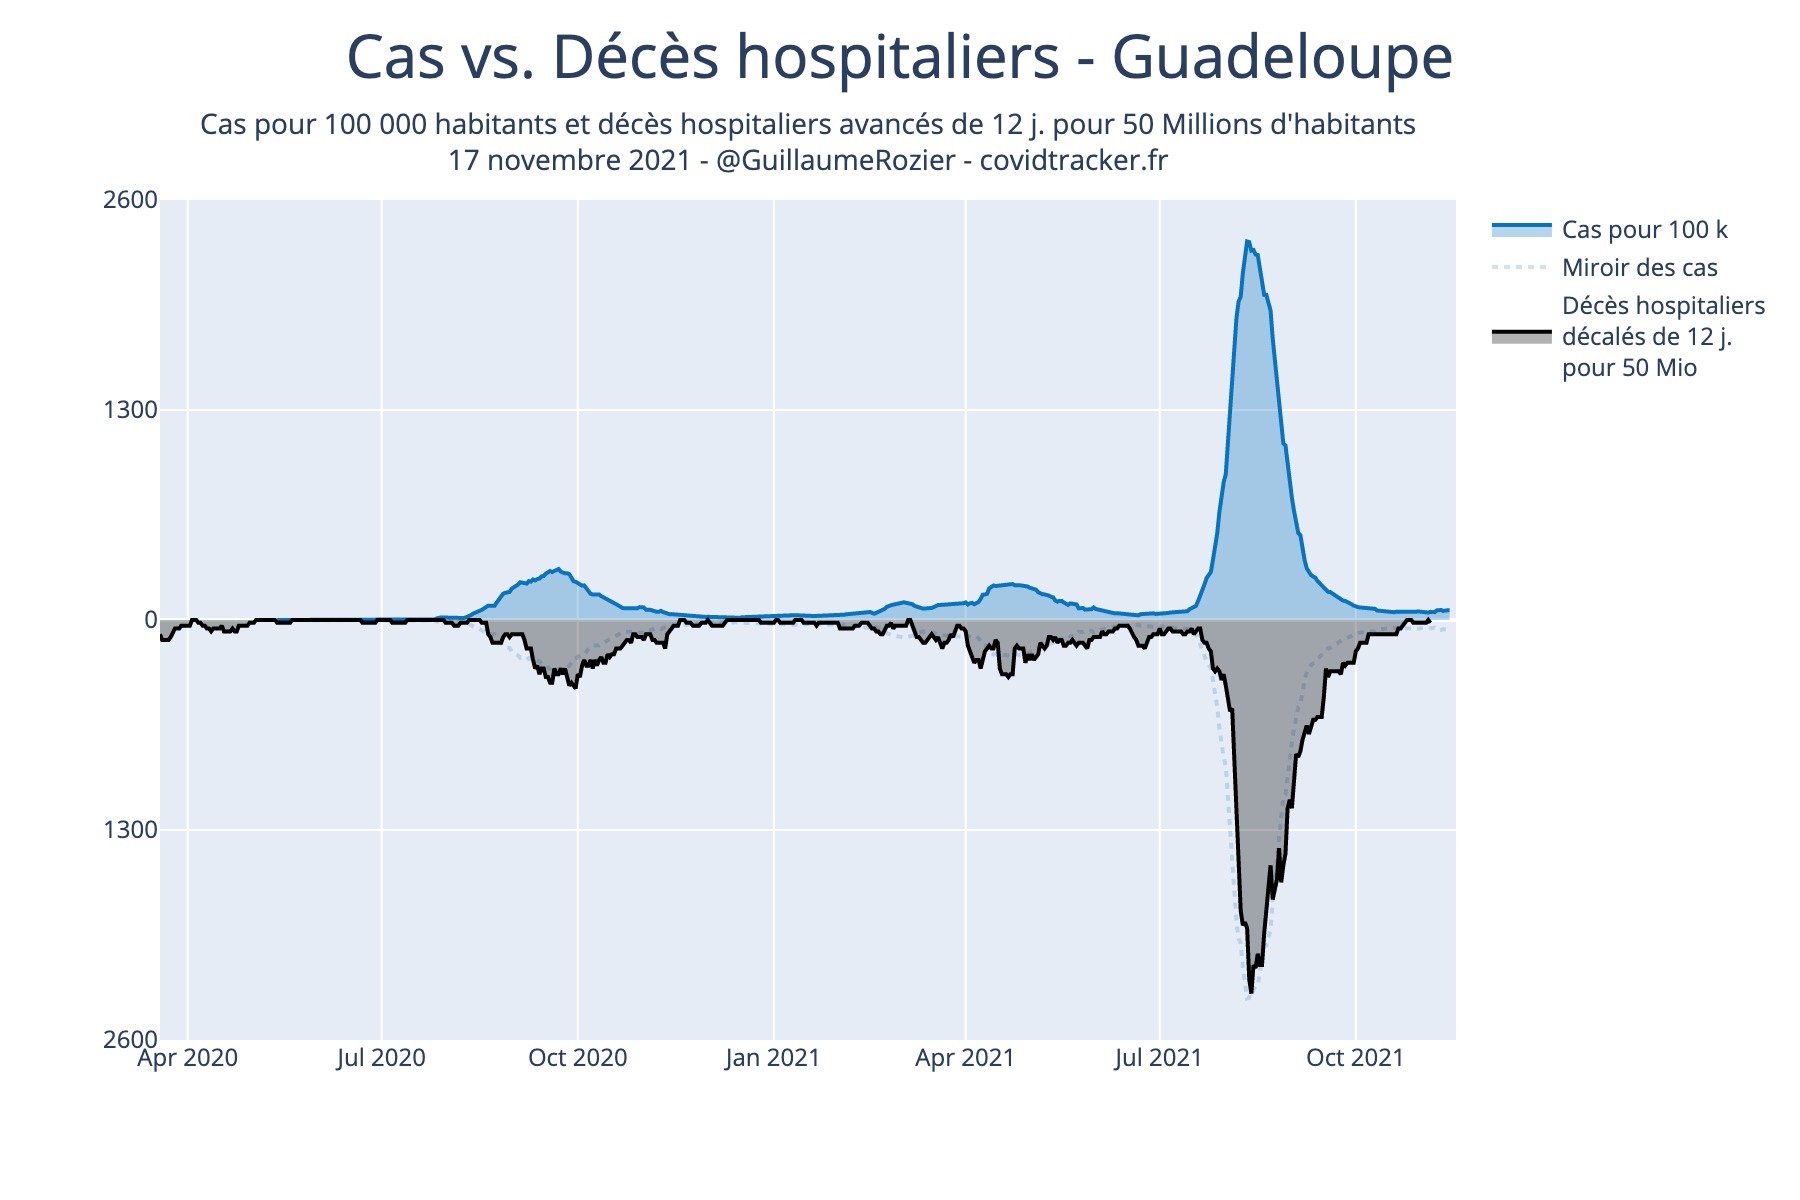 Cas vs. Décès hospitaliers - Guadeloupe
Cas pour 100 000 habitants et décès hospitaliers avancés de 12 j. pour 50 Millions d'habitants
17 novembre 2021 - @GuillaumeRozier - covidtracker.fr
2600
1300
0
1300
2600
Apr 2020
Jul 2020
Oct 2020
Jan 2021
Apr 2021
Jul 2021
Oct 2021
Cas pour 100 k
Miroir des cas
Décès hospitaliers
décalés de 12 j.
pour 50 Mio